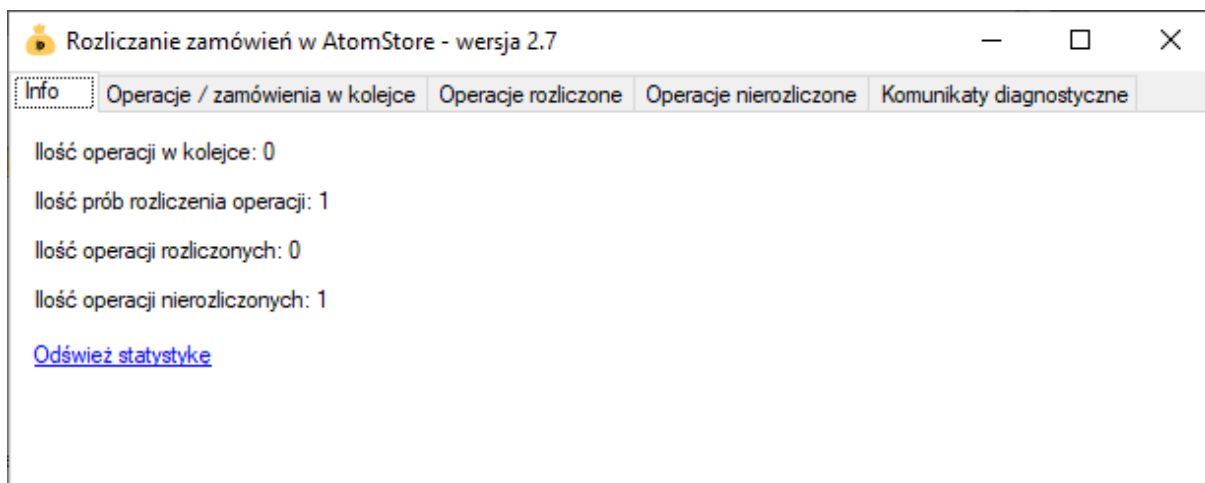 Rozliczanie zamówień w AtomStore - wersja 2.7
Info Operacje / zamówienia w kolejce Operacje rozliczone Operacje nierozliczone Komunikaty diagnostyczne
Ilość operacji w kolejce: 0
Ilość prób rozliczenia operacji: 1
Ilość operacji rozliczonych: 0
Ilość operacji nierozliczonych: 1
Odśwież statystykę